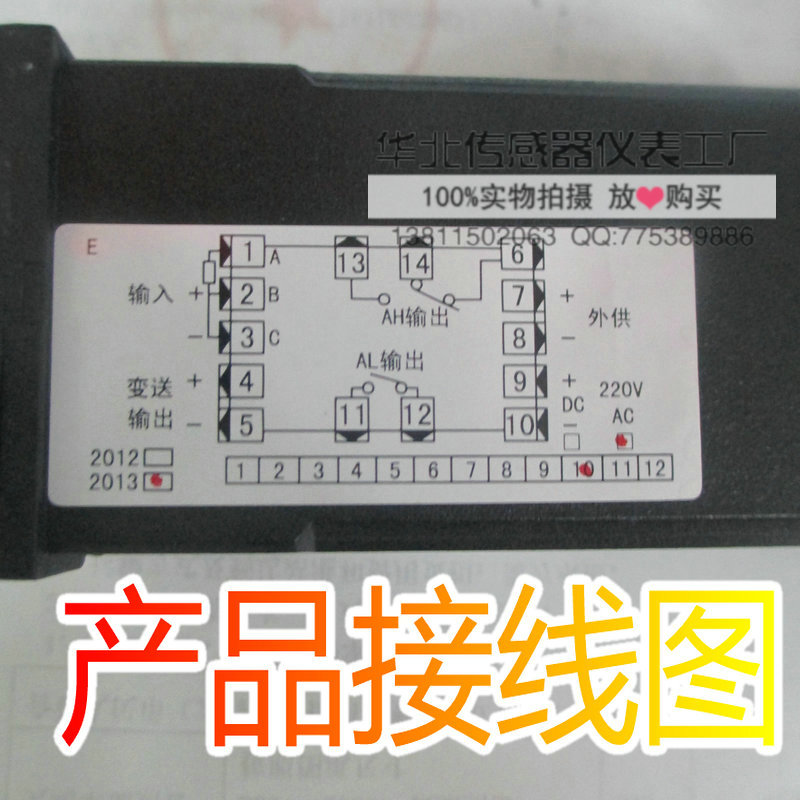 华北传感器仪表工厂
100%实物拍摄 放❤购买
13811502063 QQ:775389886
E
1 A 13 14 6
输入 + 2 B 7 +
AH输出 外供
- 3 C 8 -
AL输出
变送 + 4 9 + 220V
输出 - 5 11 12 10 - DC AC
2012
2013
1 2 3 4 5 6 7 8 9 10 11 12
产品接线图